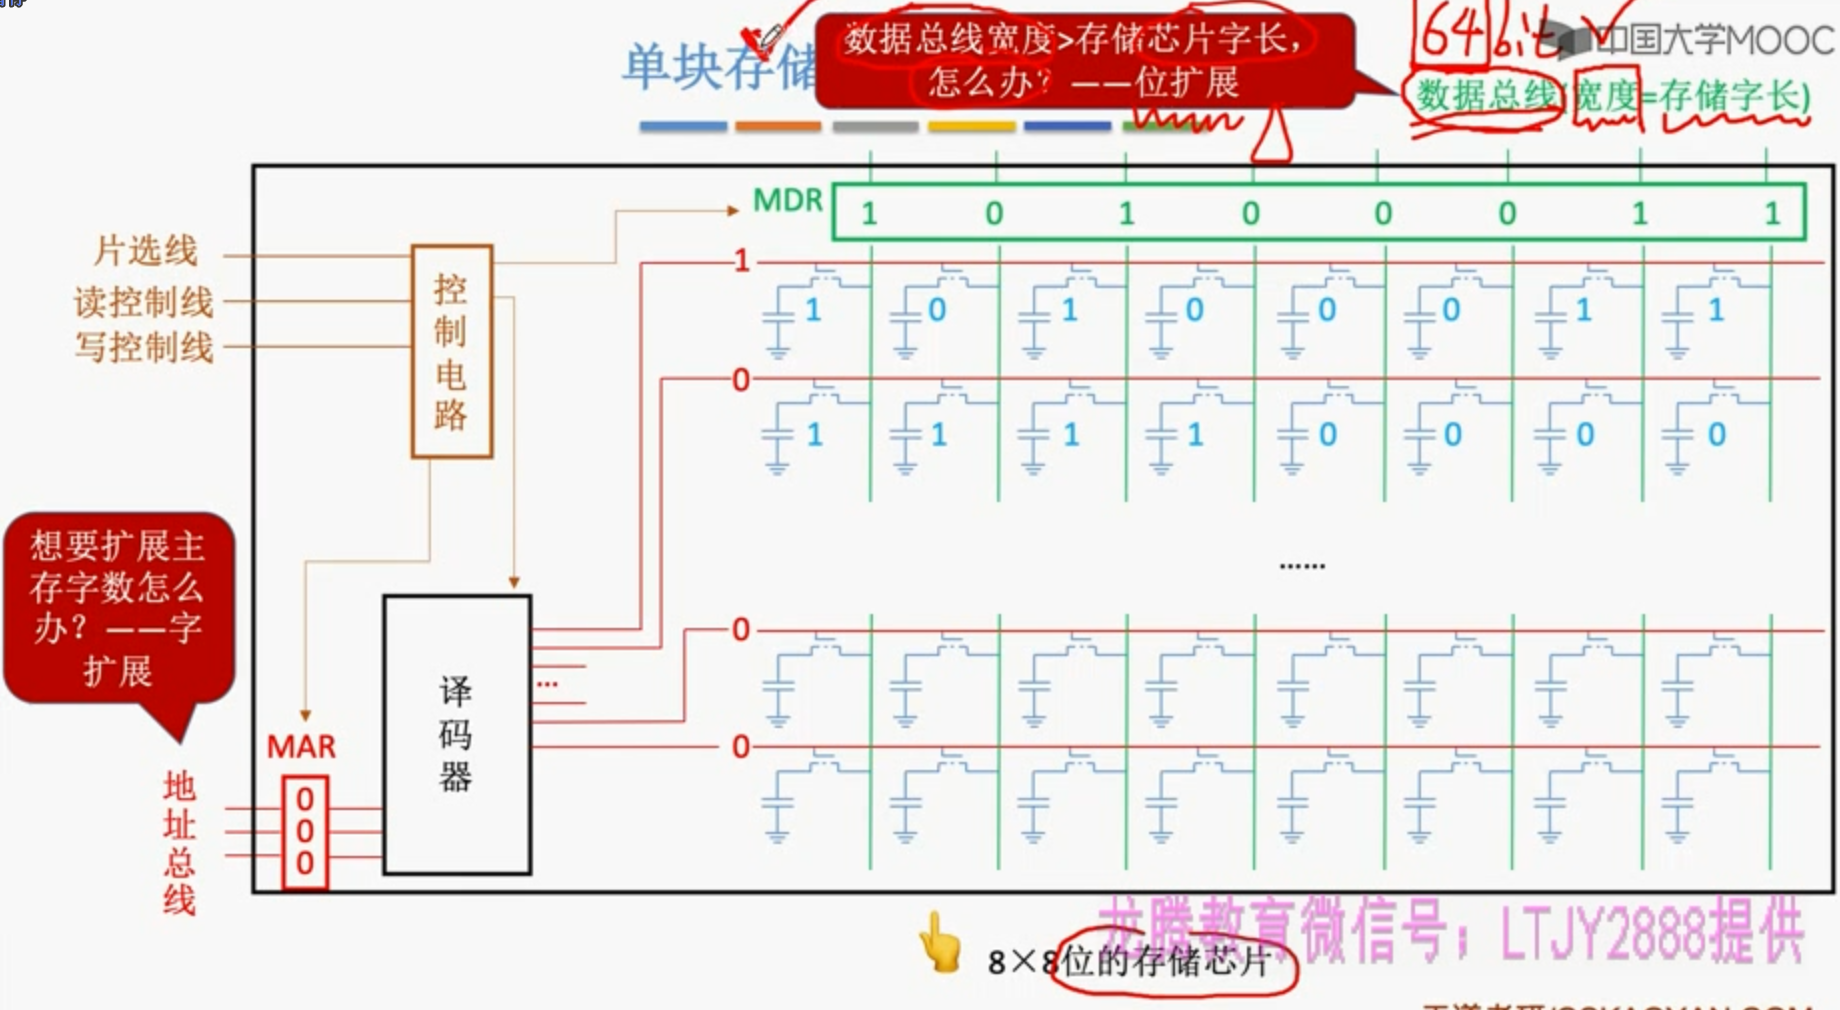 单块存储
数据总线宽度>存储芯片字长,
怎么办? ——位扩展
64bit
中国大学MOOC
数据总线(宽度=存储字长)
MDR 1 0 1 0 0 0 1 1
片选线
读控制线
写控制线
控制电路
1
1 0 1 0 0 0 1 1
0
1 1 1 1 0 0 0 0
想要扩展主
存字数怎么
办? ——字
扩展
......
0
译码器
...
0
MAR
地址总线
0
0
0
8×8位的存储芯片
龙腾教育微信号:LTJY2888提供